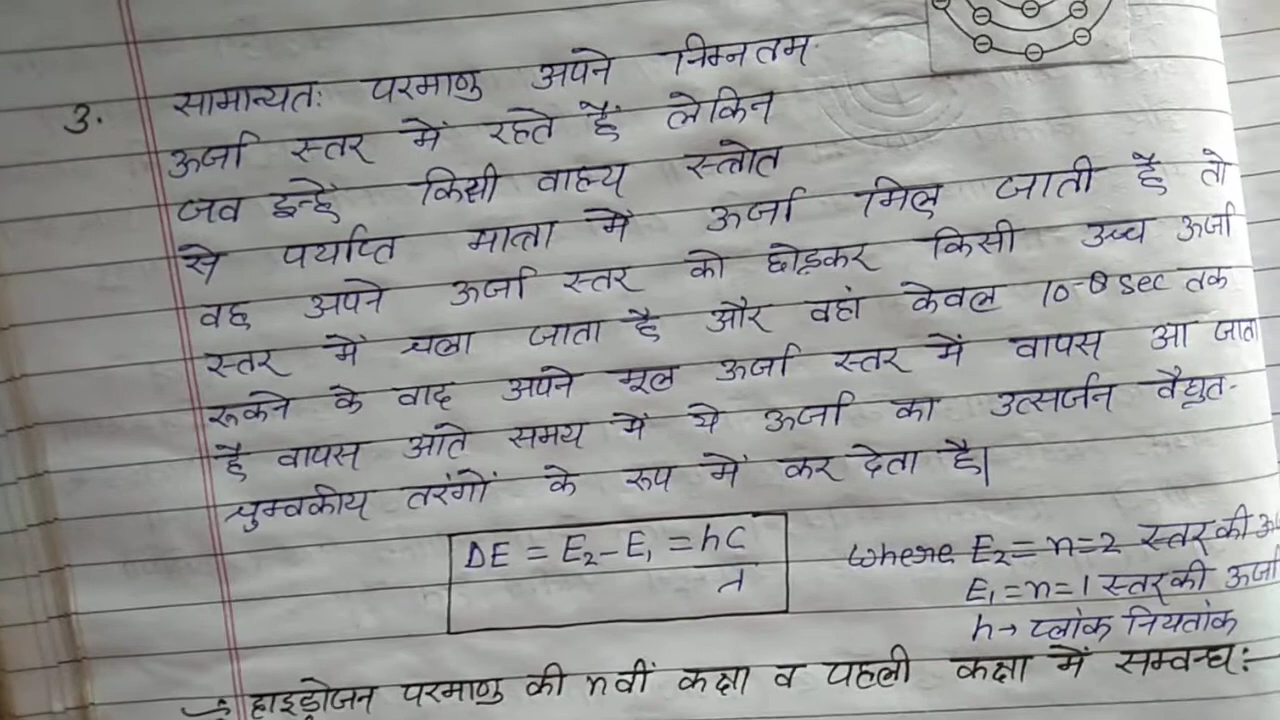 3. सामान्यतः परमाणु अपने निम्नतम
ऊर्जा स्तर में रहते हैं लेकिन
जव इन्हें किसी वाह्य स्त्रोत
से पर्याप्त मात्रा में ऊर्जा मिल जाती है तो
वह अपने ऊर्जा स्तर को छोड़कर किसी उच्च ऊर्जा
स्तर में चला जाता है और वहां केवल 10-8 sec तक
रूकने के वाद अपने मूल ऊर्जा स्तर में वापस आ जाता
है वापस आते समय में ये ऊर्जा का उत्सर्जन वैद्युत-
चुम्वकीय तरंगों के रूप में कर देता है।
ΔE = E₂ – E₁ = hc/λ
where E₂ = n=2 स्तर की
E₁ = n=1 स्तर की ऊर्जा
h → प्लांक नियतांक
हाइड्रोजन परमाणु की nवीं कक्षा व पहली कक्षा में सम्वन्ध :-